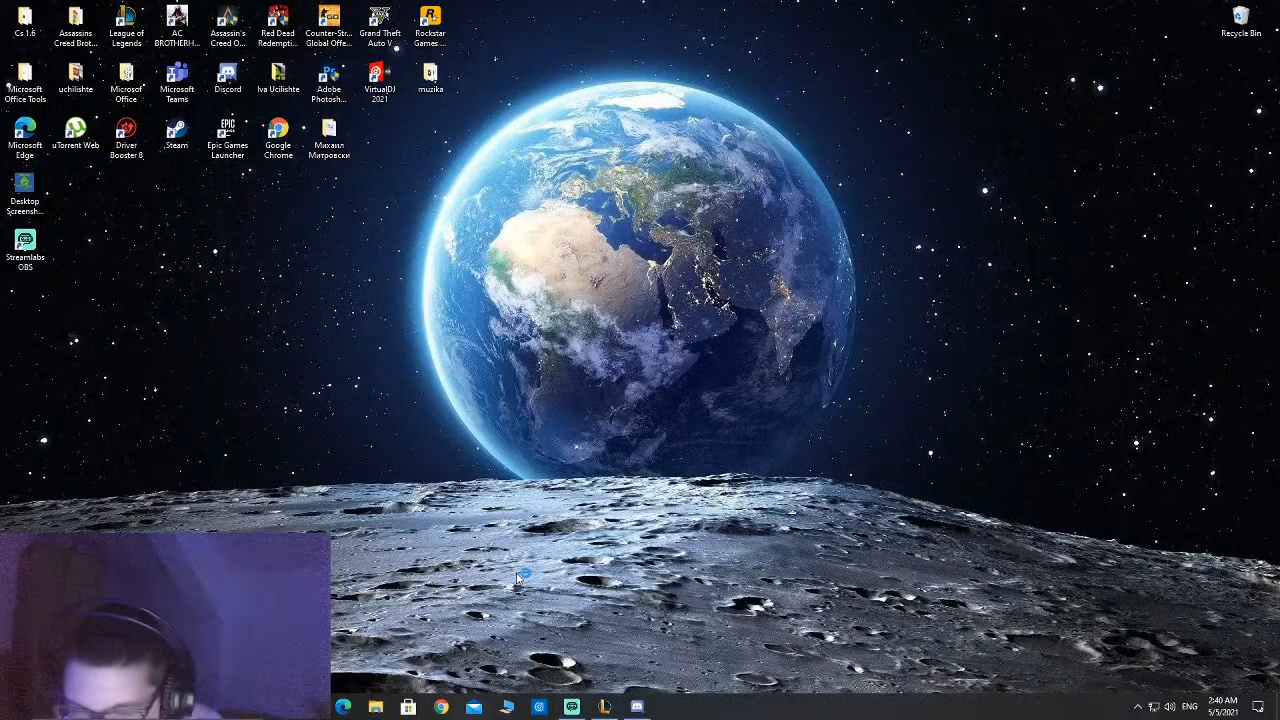 Cs 1.6
Assassins
Creed Brot...
League of
Legends
AC
BROTHERH...
Assassin's
Creed O...
Red Dead
Redempti...
Counter-Str...
Global Offe...
Grand Theft
Auto V
Rockstar
Games ...
Recycle Bin
Microsoft
Office Tools
uchilishte
Microsof
Office
Microsoft
Teams
Discord
Iva Ucilishte
Adobe
Photosh...
VirtualDJ
2021
muzika
Microsoft
Edge
uTorrent Web
Driver
Booster 8
Steam
EPIC
GAMES
Epic Games
Launcher
Google
Chrome
Михаил
Митровски
Desktop
Screensh...
Streamlabs
OBS
ENG
2:40 AM
5/5/2021